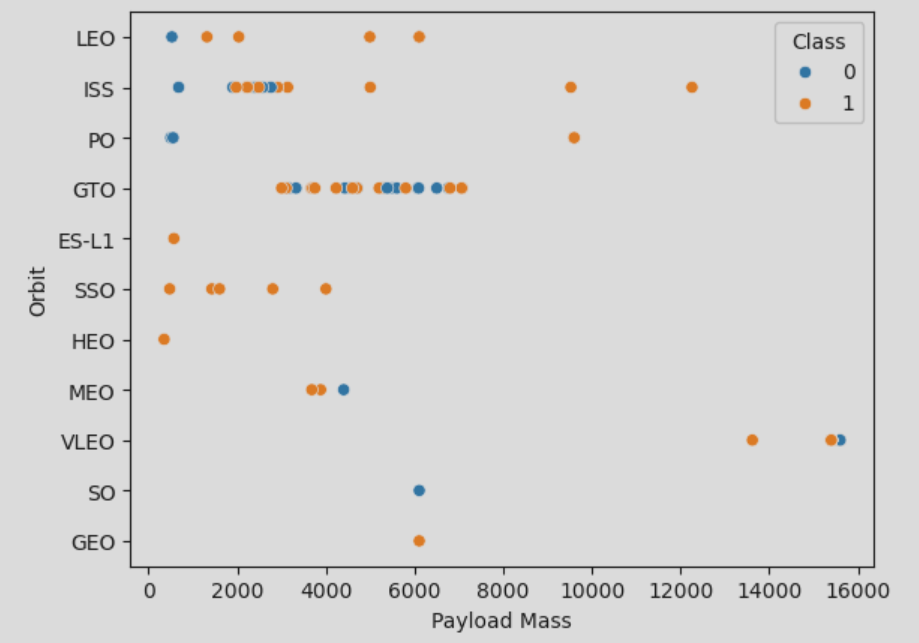 LEO
ISS
PO
GTO
ES-L1
SSO
HEO
MEO
VLEO
SO
GEO
Orbit
Class
0
1
0 2000 4000 6000 8000 10000 12000 14000 16000
Payload Mass